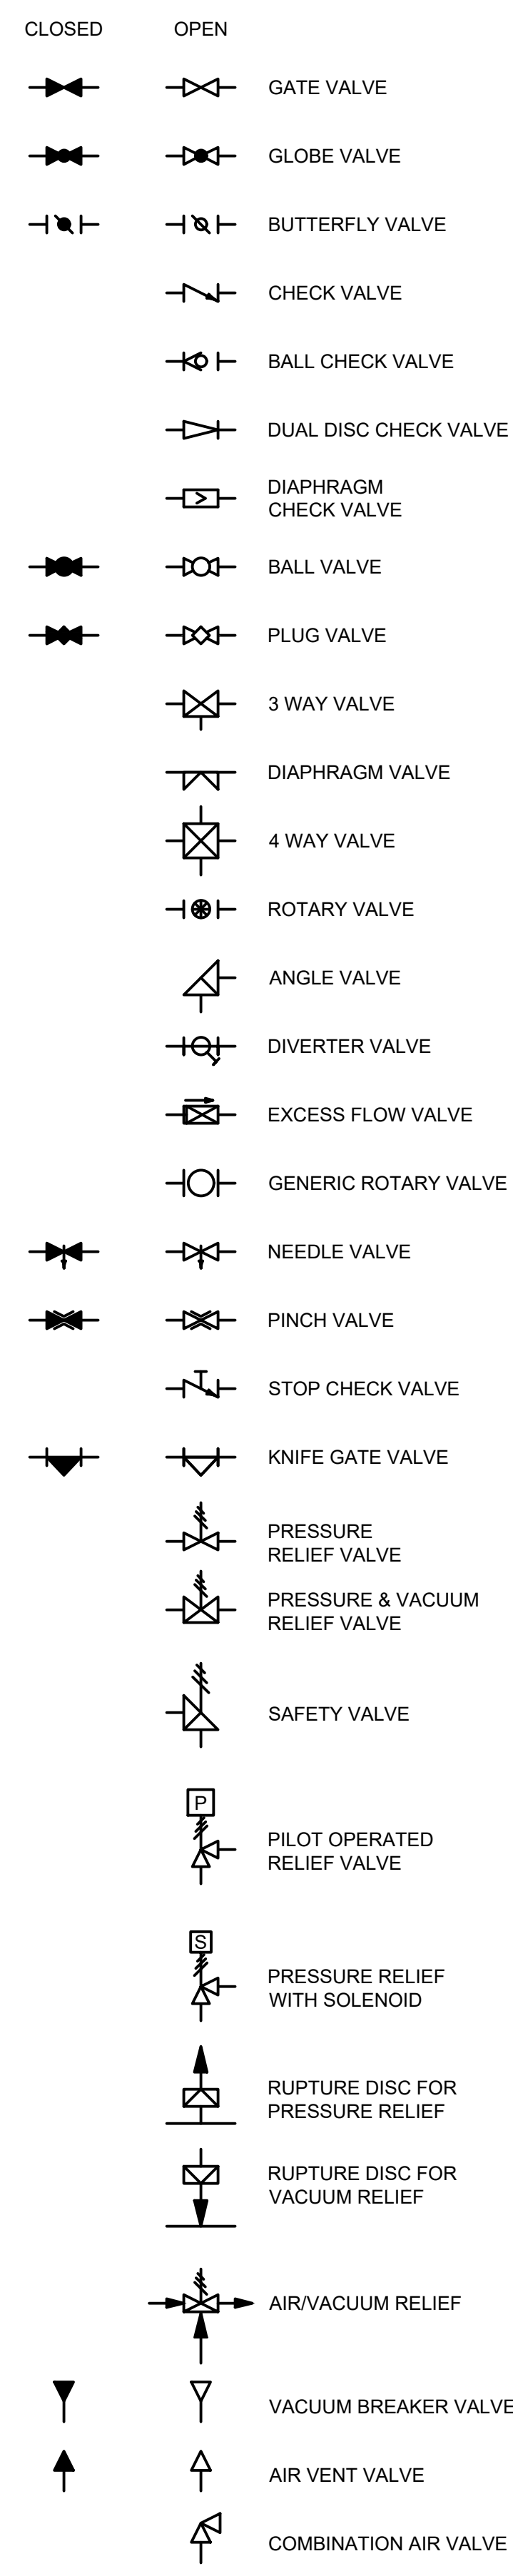 CLOSED OPEN
GATE VALVE
GLOBE VALVE
BUTTERFLY VALVE
CHECK VALVE
BALL CHECK VALVE
DUAL DISC CHECK VALVE
DIAPHRAGM
CHECK VALVE
BALL VALVE
PLUG VALVE
3 WAY VALVE
DIAPHRAGM VALVE
4 WAY VALVE
ROTARY VALVE
ANGLE VALVE
DIVERTER VALVE
EXCESS FLOW VALVE
GENERIC ROTARY VALVE
NEEDLE VALVE
PINCH VALVE
STOP CHECK VALVE
KNIFE GATE VALVE
PRESSURE
RELIEF VALVE
PRESSURE & VACUUM
RELIEF VALVE
SAFETY VALVE
P
PILOT OPERATED
RELIEF VALVE
S
PRESSURE RELIEF
WITH SOLENOID
RUPTURE DISC FOR
PRESSURE RELIEF
RUPTURE DISC FOR
VACUUM RELIEF
AIR/VACUUM RELIEF
VACUUM BREAKER VALVE
AIR VENT VALVE
COMBINATION AIR VALVE